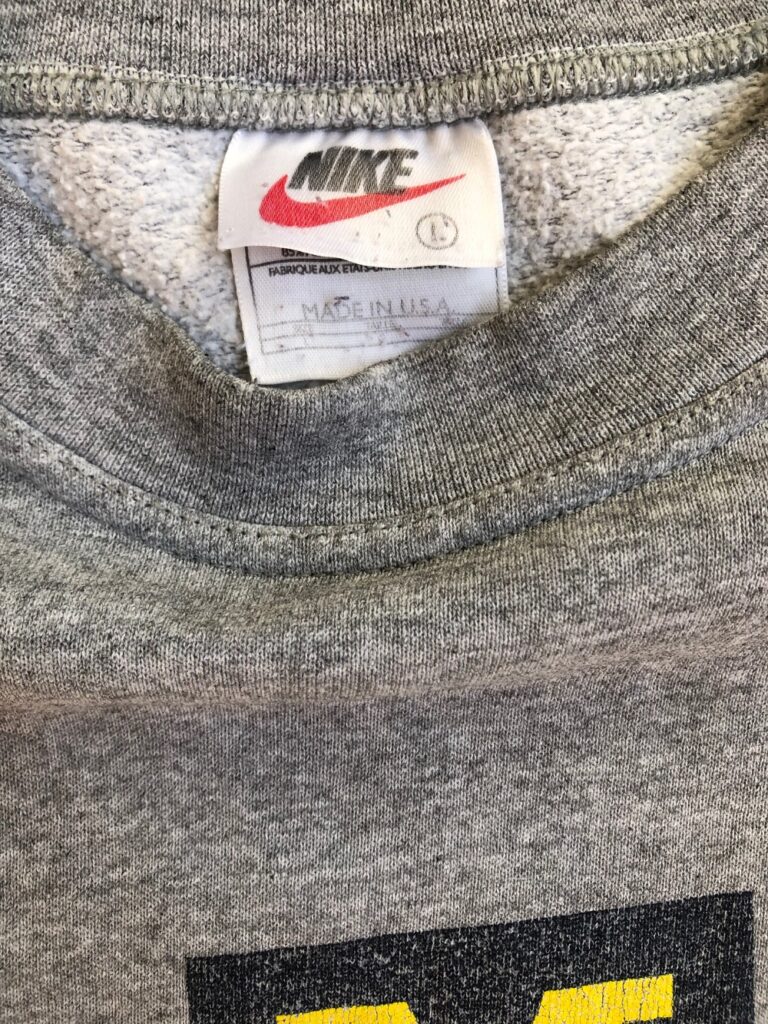 NIKE
L
FABRIQUE AUX ETATS
MADE IN U.S.A.
M